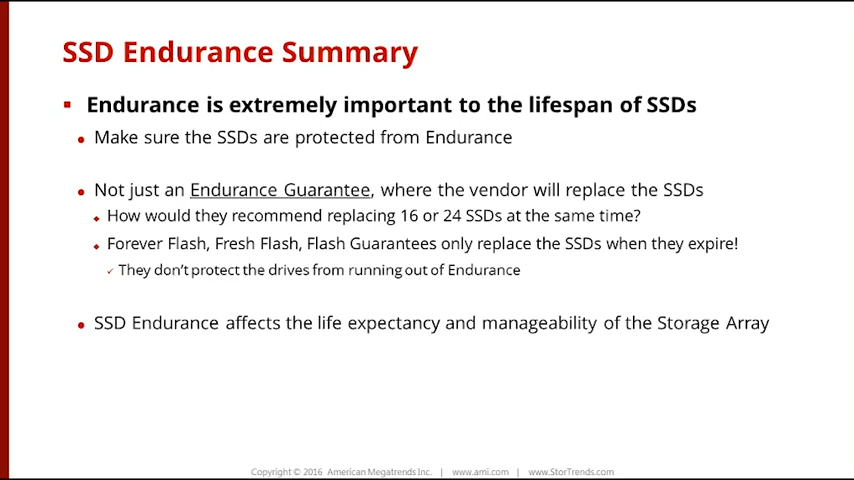 SSD Endurance Summary
Endurance is extremely important to the lifespan of SSDs
Make sure the SSDs are protected from Endurance
Not just an Endurance Guarantee, where the vendor will replace the SSDs
How would they recommend replacing 16 or 24 SSDs at the same time?
Forever Flash, Fresh Flash, Flash Guarantees only replace the SSDs when they expire!
They don't protect the drives from running out of Endurance
SSD Endurance affects the life expectancy and manageability of the Storage Array
Copyright © 2016 American Megatrends Inc. | www.ami.com | www.StorTrends.com